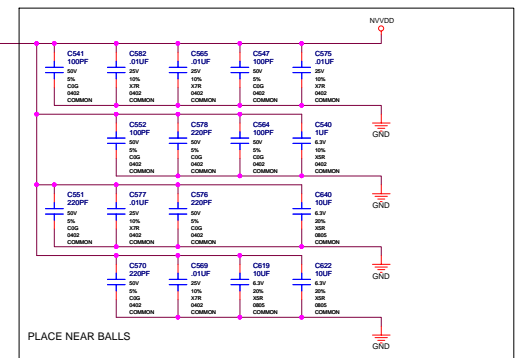 NVVDD
C541
100PF
50V
5%
C0G
0402
COMMON
C582
.01UF
25V
10%
X7R
0402
COMMON
C565
.01UF
25V
10%
X7R
0402
COMMON
C547
100PF
50V
5%
C0G
0402
COMMON
C575
.01UF
25V
10%
X7R
0402
COMMON
GND
C552
100PF
50V
5%
C0G
0402
COMMON
C578
220PF
50V
5%
C0G
0402
COMMON
C564
100PF
50V
5%
C0G
0402
COMMON
C540
1UF
6.3V
10%
X5R
0402
COMMON
GND
C551
220PF
50V
5%
C0G
0402
COMMON
C577
.01UF
25V
10%
X7R
0402
COMMON
C576
220PF
50V
5%
C0G
0402
COMMON
C640
10UF
6.3V
20%
X5R
0805
COMMON
GND
C570
220PF
50V
5%
C0G
0402
COMMON
C569
.01UF
25V
10%
X7R
0402
COMMON
C619
10UF
6.3V
20%
X5R
0805
COMMON
C622
10UF
6.3V
20%
X5R
0805
COMMON
GND
PLACE NEAR BALLS